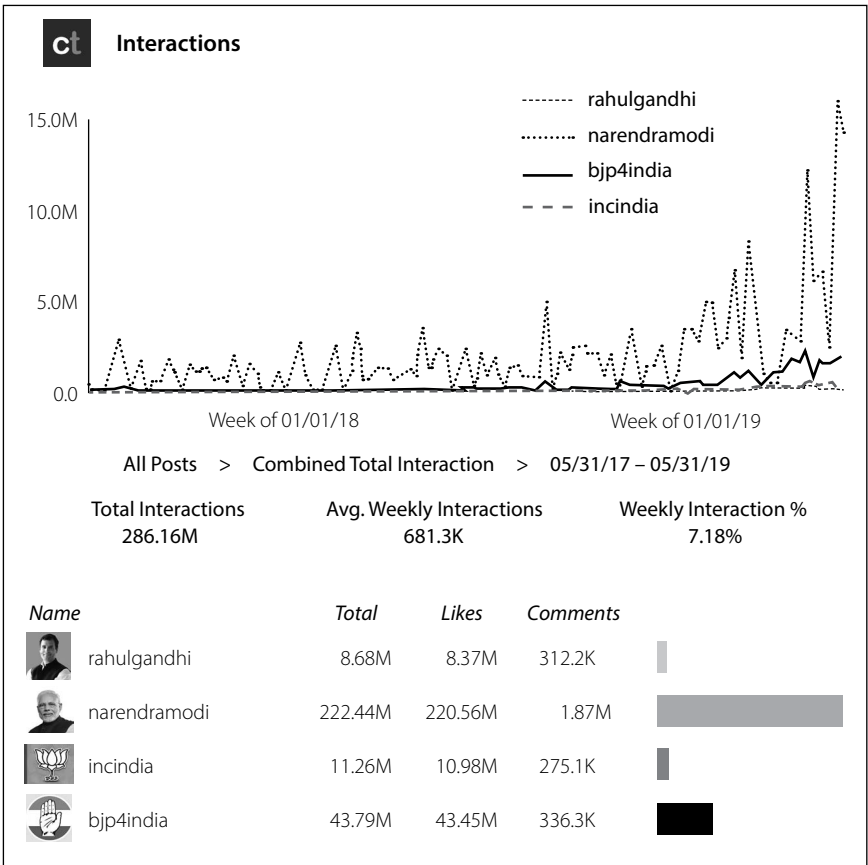 ct Interactions
rahulgandhi
narendramodi
bjp4india
incindia
15.0M
10.0M
5.0M
0.0
Week of 01/01/18 Week of 01/01/19
All Posts > Combined Total Interaction > 05/31/17 – 05/31/19
Total Interactions Avg. Weekly Interactions Weekly Interaction %
286.16M 681.3K 7.18%
Name Total Likes Comments
rahulgandhi 8.68M 8.37M 312.2K
narendramodi 222.44M 220.56M 1.87M
incindia 11.26M 10.98M 275.1K
bjp4india 43.79M 43.45M 336.3K